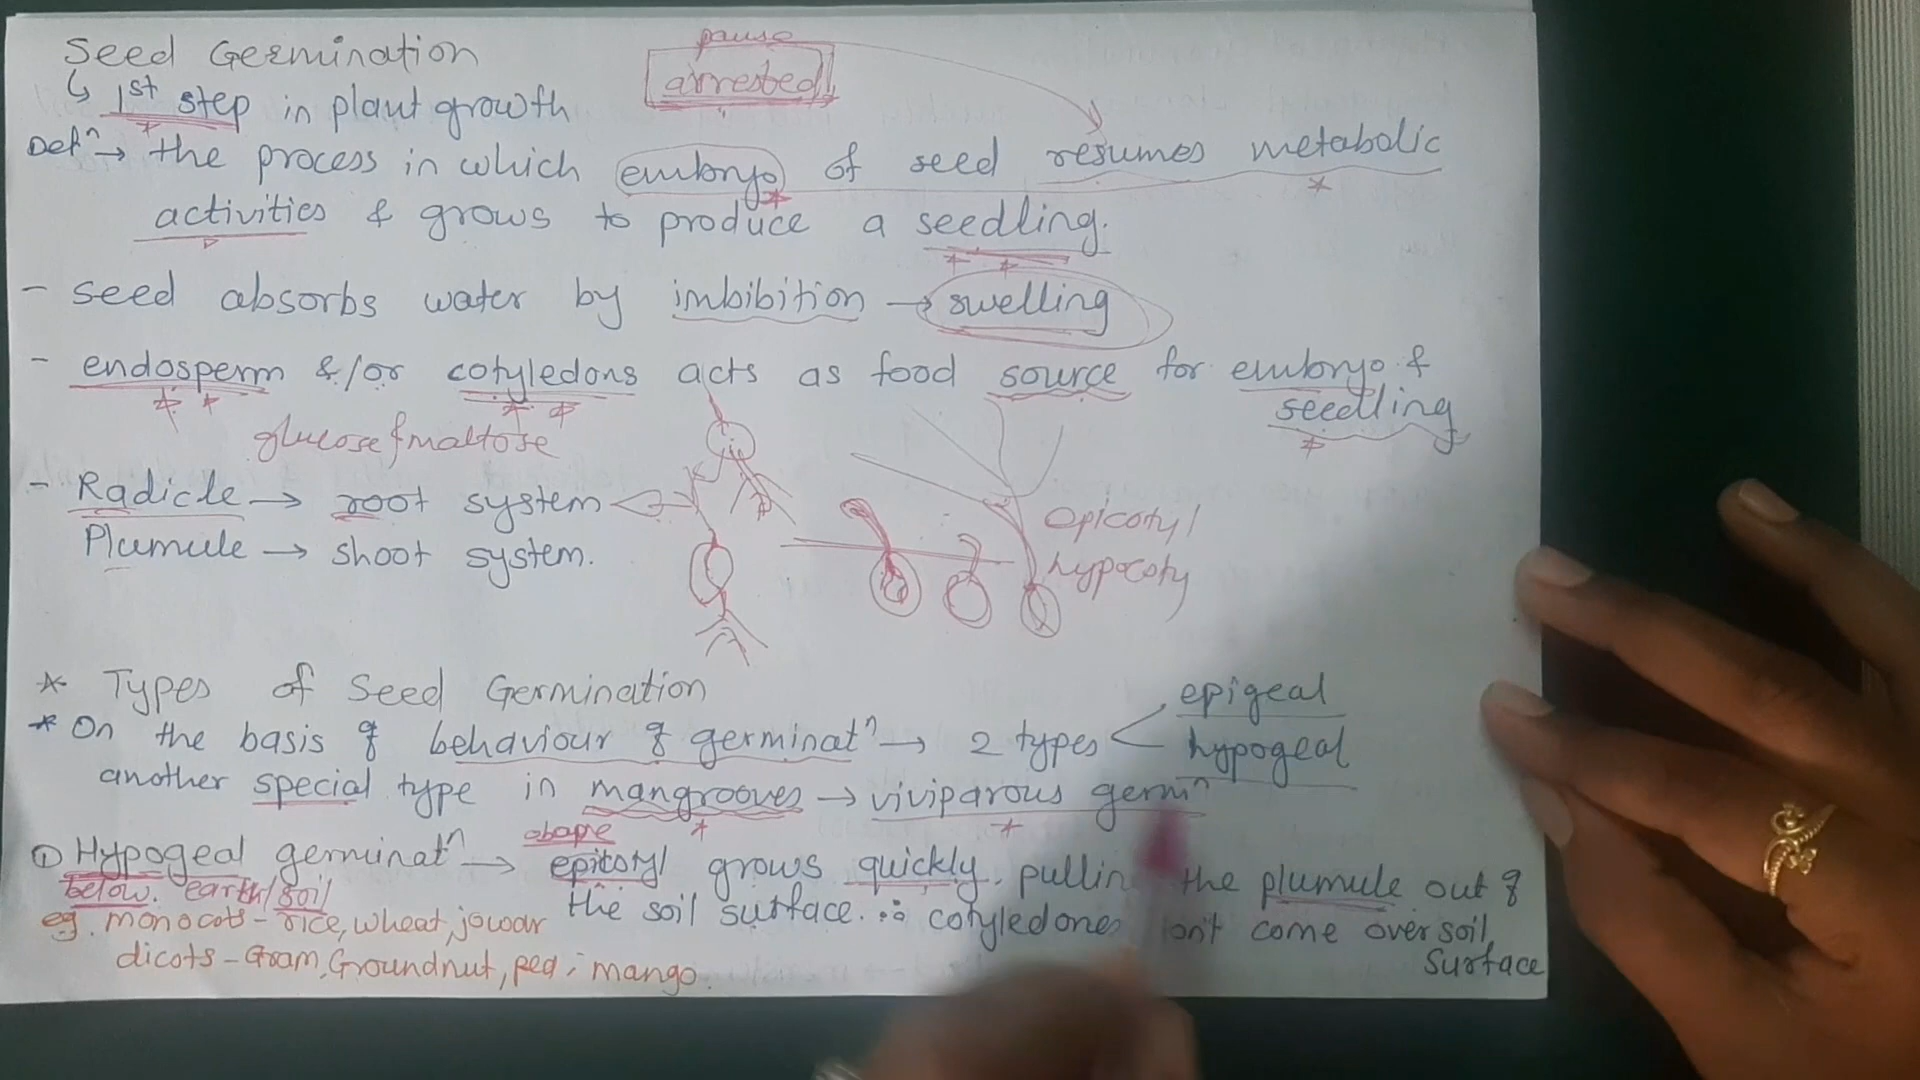 Seed Germination
pause
arrested
↳ 1st step in plant growth
Defⁿ → the process in which embryo of seed resumes metabolic
activities & grows to produce a seedling.
- seed absorbs water by imbibition → swelling
- endosperm &/or cotyledons acts as food source for embryo &
seedling
glucose & maltose
- Radicle → root system
Plumule → shoot system.
epicotyl
hypocoty
* Types of Seed Germination
* On the basis of behaviour of germinatⁿ → 2 types < epigeal
hypogeal
another special type in mangrooves → viviparous germiⁿ
above
① Hypogeal germinatⁿ → epicotyl grows quickly, pullin the plumule out of
below. earth/soil
the soil surface. ∴ cotyledones on't come over soil
surface
eg. monocots - rice, wheat, jowar
dicots - Gram, Groundnut, pea, mango.